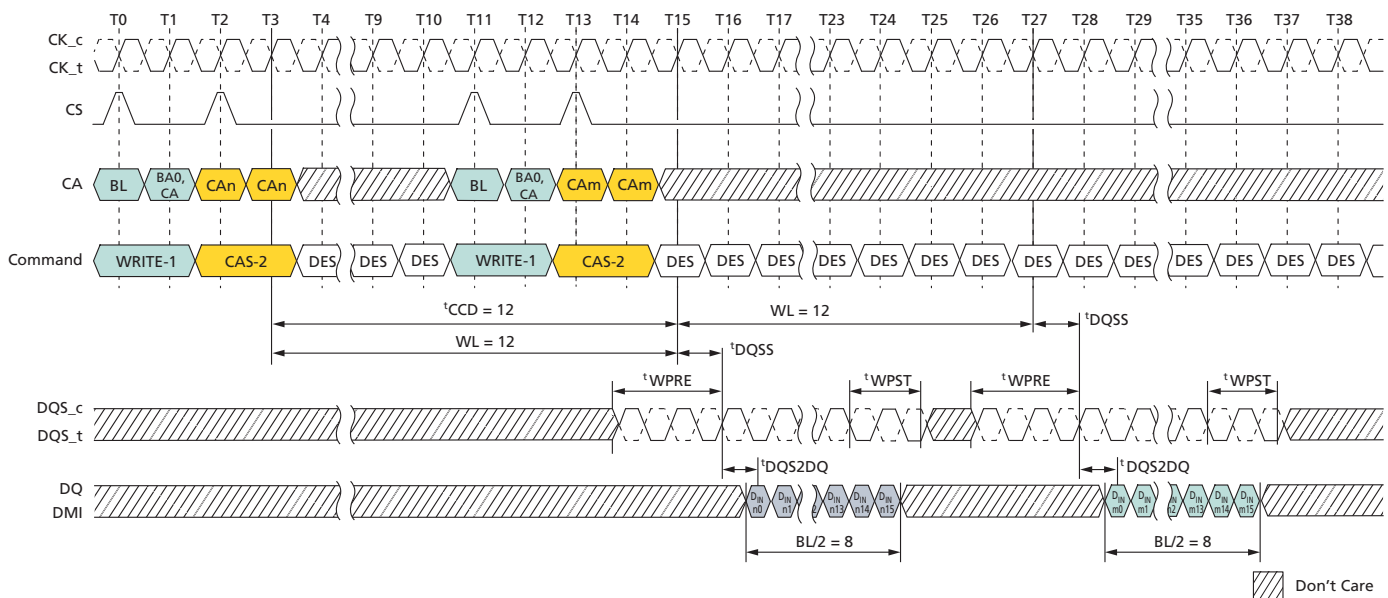 T0 T1 T2 T3 T4 T9 T10 T11 T12 T13 T14 T15 T16 T17 T23 T24 T25 T26 T27 T28 T29 T35 T36 T37 T38
CK_c
CK_t
CS
CA BL BA0, CA CAn CAn BL BA0, CA CAm CAm
Command WRITE-1 CAS-2 DES DES DES WRITE-1 CAS-2 DES DES DES DES DES DES DES DES DES DES DES DES DES DES
tCCD = 12 WL = 12 tDQSS
WL = 12 tDQSS
tWPRE tWPST tWPRE tWPST
DQS_c
DQS_t
tDQS2DQ tDQS2DQ
DQ DIN n0 DIN n1 DIN n13 DIN n14 DIN n15 DIN m0 DIN m1 DIN n2 DIN m13 DIN m14 DIN m15
DMI
BL/2 = 8 BL/2 = 8
Don't Care